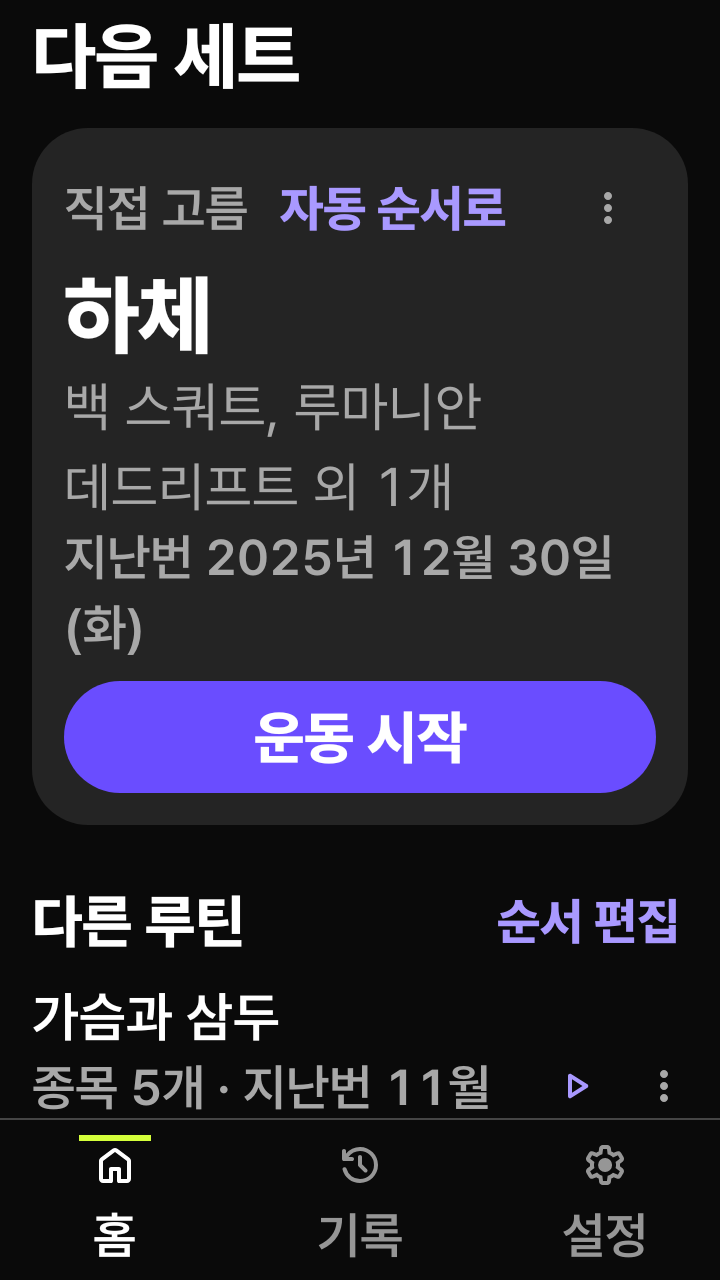 다음 세트
직접 고름 자동 순서로
하체
백 스쿼트, 루마니안
데드리프트 외 1개
지난번 2025년 12월 30일
(화)
운동 시작
다른 루틴 순서 편집
가슴과 삼두
종목 5개 · 지난번 11월
홈 기록 설정